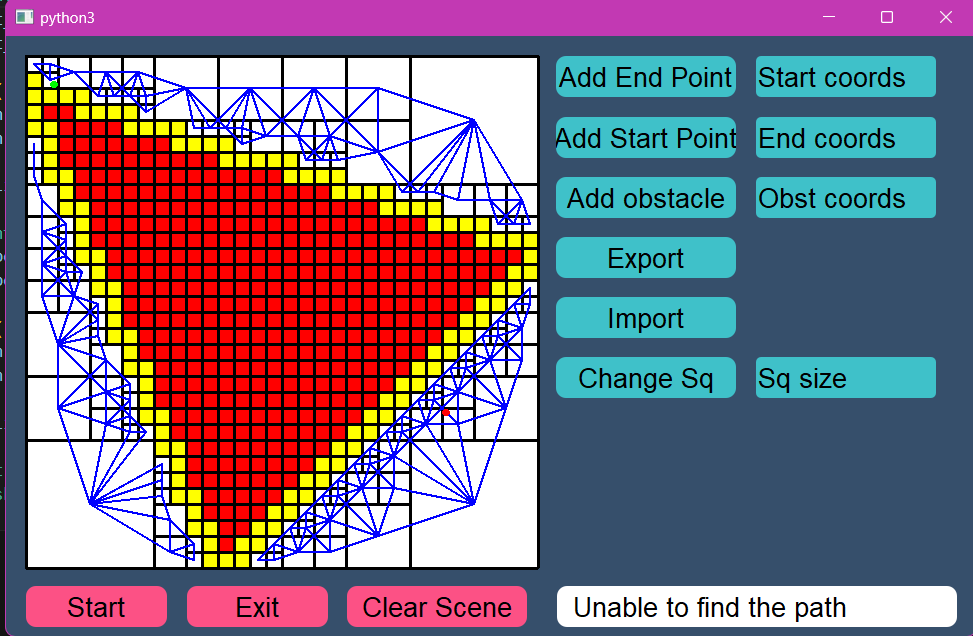 python3
Add End Point
Start coords
Add Start Point
End coords
Add obstacle
Obst coords
Export
Import
Change Sq
Sq size
Start
Exit
Clear Scene
Unable to find the path